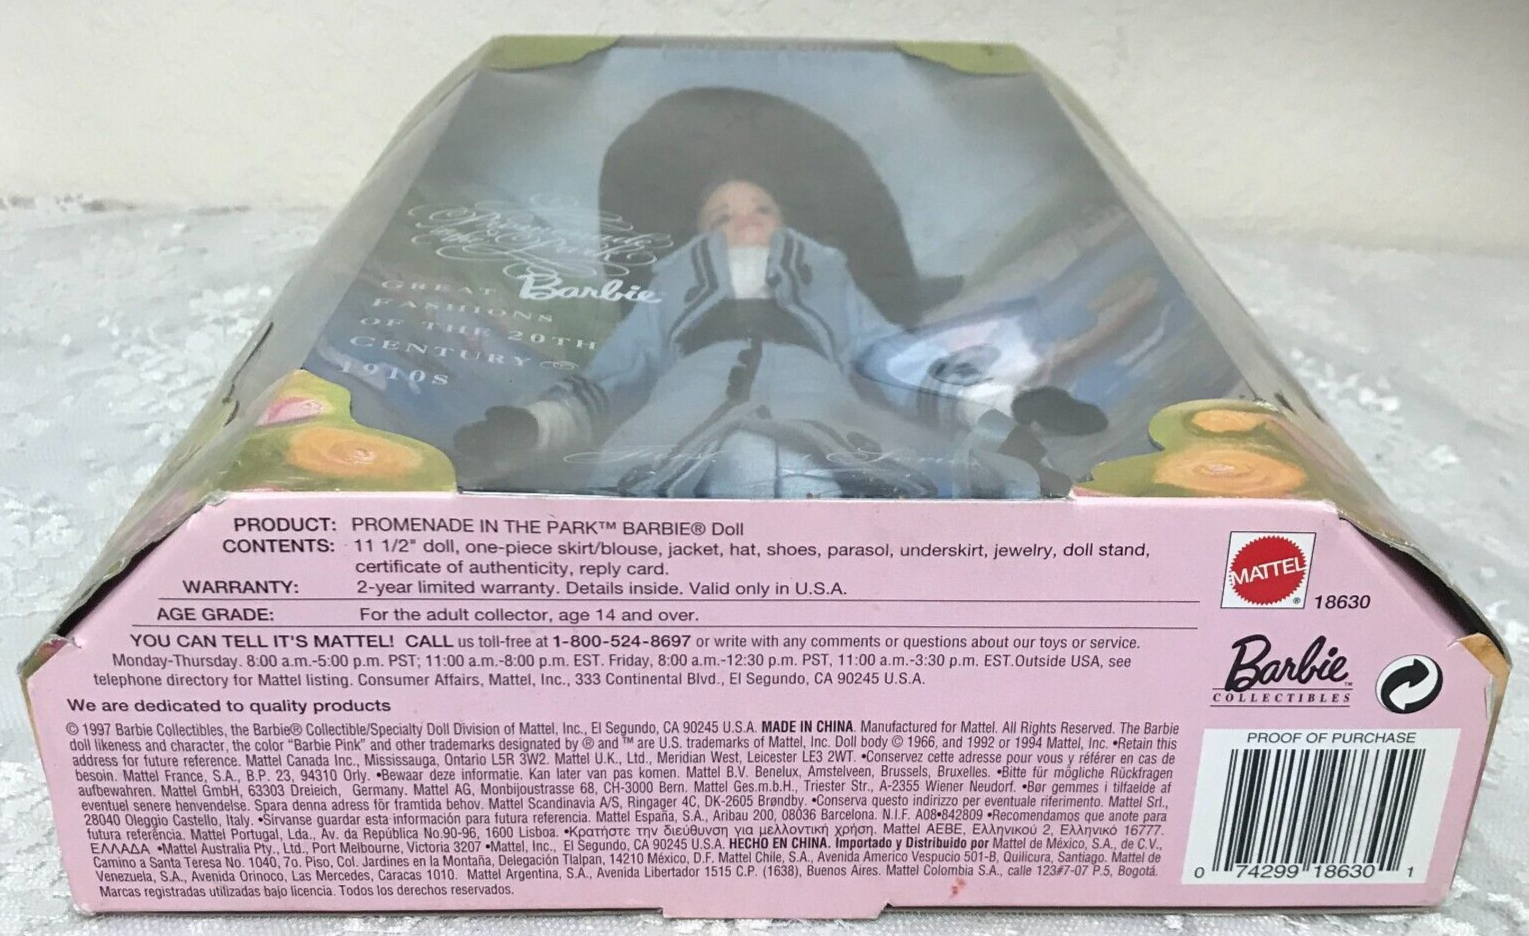 Promenade
in the Park
Barbie
GREAT
FASHIONS
OF THE 20TH
CENTURY
1910s
PRODUCT: PROMENADE IN THE PARK™ BARBIE® Doll
CONTENTS: 11 1/2" doll, one-piece skirt/blouse, jacket, hat, shoes, parasol, underskirt, jewelry, doll stand,
certificate of authenticity, reply card.
WARRANTY: 2-year limited warranty. Details inside. Valid only in U.S.A.
AGE GRADE: For the adult collector, age 14 and over.
YOU CAN TELL IT'S MATTEL! CALL us toll-free at 1-800-524-8697 or write with any comments or questions about our toys or service.
Monday-Thursday. 8:00 a.m.-5:00 p.m. PST; 11:00 a.m.-8:00 p.m. EST. Friday, 8:00 a.m.-12:30 p.m. PST, 11:00 a.m.-3:30 p.m. EST.Outside USA, see
telephone directory for Mattel listing. Consumer Affairs, Mattel, Inc., 333 Continental Blvd., El Segundo, CA 90245 U.S.A.
We are dedicated to quality products
© 1997 Barbie Collectibles, the Barbie® Collectible/Specialty Doll Division of Mattel, Inc., El Segundo, CA 90245 U.S.A. MADE IN CHINA. Manufactured for Mattel. All Rights Reserved. The Barbie
doll likeness and character, the color "Barbie Pink" and other trademarks designated by ® and ™ are U.S. trademarks of Mattel, Inc. Doll body © 1966, and 1992 or 1994 Mattel, Inc. •Retain this
address for future reference. Mattel Canada Inc., Mississauga, Ontario L5R 3W2. Mattel U.K., Ltd., Meridian West, Leicester LE3 2WT. •Conservez cette adresse pour vous y référer en cas de
besoin. Mattel France, S.A., B.P. 23, 94310 Orly. •Bewaar deze informatie. Kan later van pas komen. Mattel B.V. Benelux, Amstelveen, Brussels, Bruxelles. •Bitte für mögliche Rückfragen
aufbewahren. Mattel GmbH, 63303 Dreieich, Germany. Mattel AG, Monbijoustrasse 68, CH-3000 Bern. Mattel Ges.m.b.H., Triester Str., A-2355 Wiener Neudorf. •Bør gemmes i tilfaelde af
eventuel senere henvendelse. Spara denna adress för framtida behov. Mattel Scandinavia A/S, Ringager 4C, DK-2605 Brøndby. •Conserva questo indirizzo per eventuale riferimento. Mattel Srl.,
28040 Oleggio Castello, Italy. •Sírvanse guardar esta información para futura referencia. Mattel España, S.A., Aribau 200, 08036 Barcelona. N.I.F. A08•842809 •Recomendamos que anote para
futura referência. Mattel Portugal, Lda., Av. da República No.90-96, 1600 Lisboa. •Κρατήστε την διεύθυνση για μελλοντική χρήση. Mattel AEBE, Ελληνικού 2, Ελληνικό 16777.
ΕΛΛΑΔΑ •Mattel Australia Pty., Ltd., Port Melbourne, Victoria 3207 •Mattel, Inc., El Segundo, CA 90245 U.S.A. HECHO EN CHINA. Importado y Distribuido por Mattel de México, S.A., de C.V.,
Camino a Santa Teresa No. 1040, 7o. Piso, Col. Jardines en la Montaña, Delegación Tlalpan, 14210 México, D.F. Mattel Chile, S.A., Avenida Americo Vespucio 501-B, Quilicura, Santiago. Mattel de
Venezuela, S.A., Avenida Orinoco, Las Mercedes, Caracas 1010. Mattel Argentina, S.A., Avenida Libertador 1515 C.P. (1638), Buenos Aires. Mattel Colombia S.A., calle 123#7-07 P.5, Bogotá.
Marcas registradas utilizadas bajo licencia. Todos los derechos reservados.
MATTEL ®
18630
Barbie™
COLLECTIBLES
PROOF OF PURCHASE
0 74299 18630 1